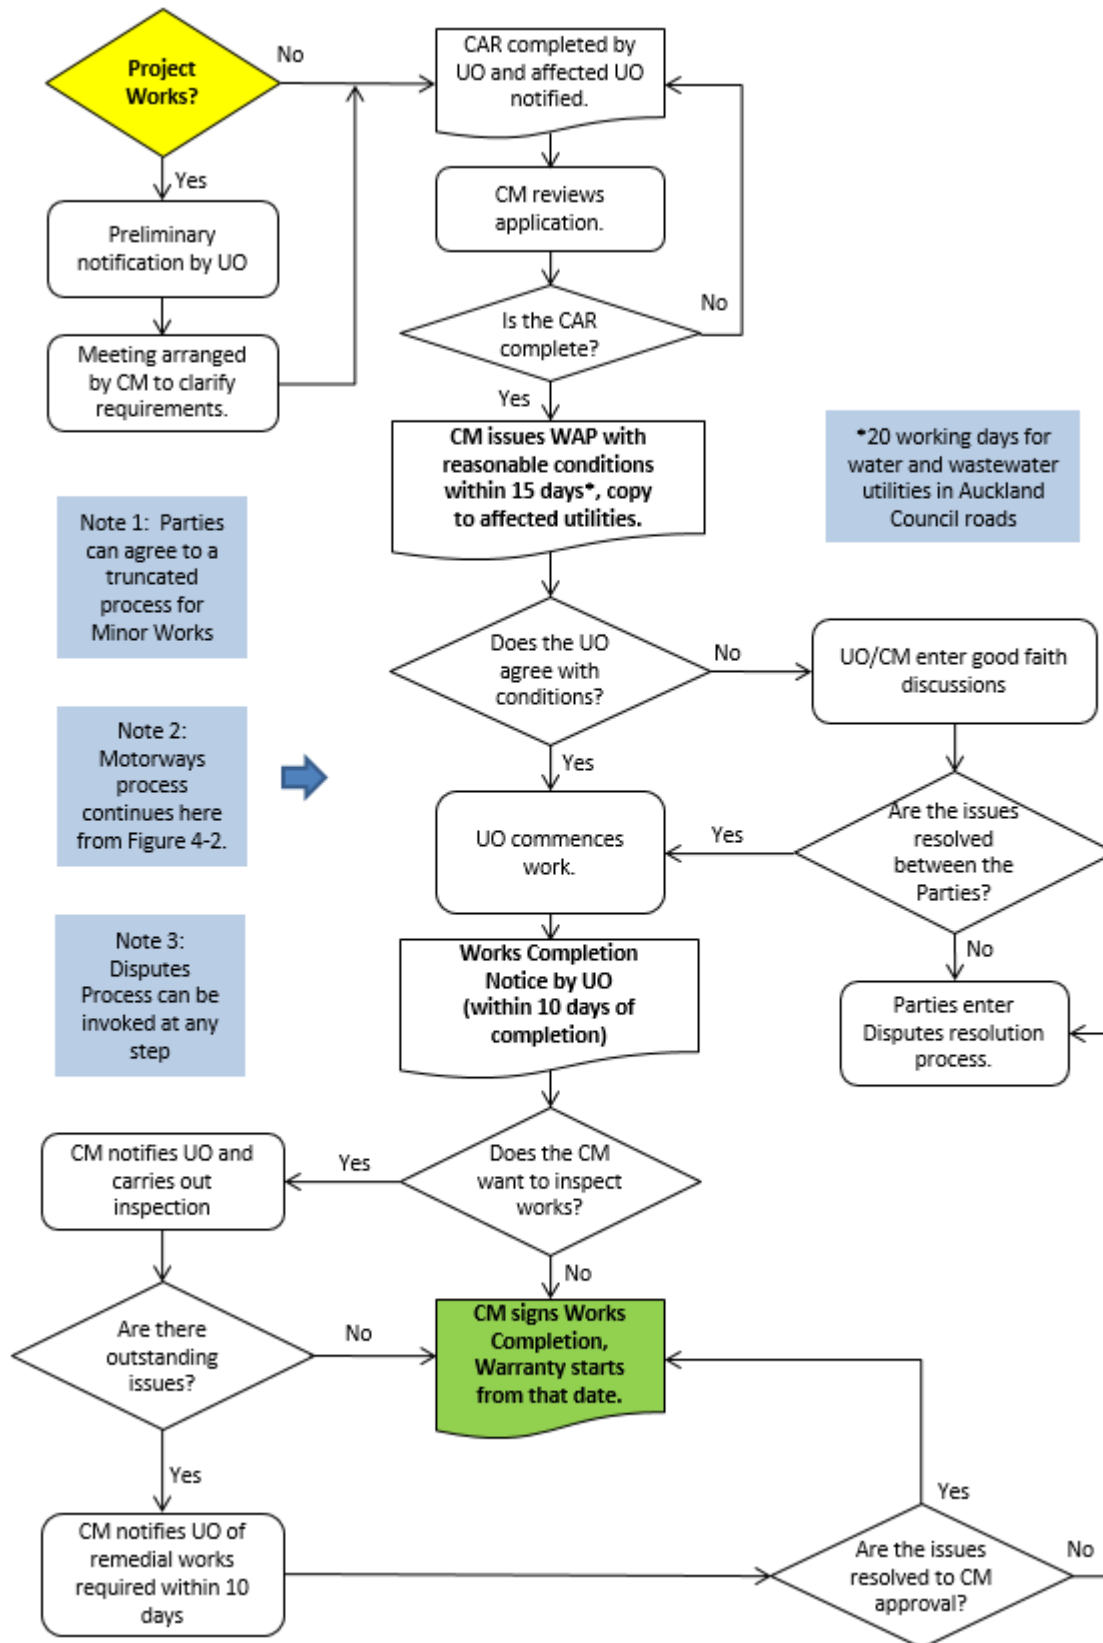 Project
Works?
No
CAR completed by
UO and affected UO
notified.
Yes
CM reviews
application.
Preliminary
notification by UO
No
Is the CAR
complete?
Meeting arranged
by CM to clarify
requirements.
Yes
CM issues WAP with
reasonable conditions
within 15 days*, copy
to affected utilities.
*20 working days for
water and wastewater
utilities in Auckland
Council roads
Note 1: Parties
can agree to a
truncated
process for
Minor Works
Does the UO
agree with
conditions?
No
UO/CM enter good faith
discussions
Note 2:
Motorways
process
continues here
from Figure 4-2.
Yes
UO commences
work.
Yes
Are the issues
resolved
between the
Parties?
Note 3:
Disputes
Process can be
invoked at any
step
Works Completion
Notice by UO
(within 10 days of
completion)
No
Parties enter
Disputes resolution
process.
CM notifies UO and
carries out
inspection
Yes
Does the CM
want to inspect
works?
No
Are there
outstanding
issues?
No
CM signs Works
Completion,
Warranty starts
from that date.
Yes
CM notifies UO of
remedial works
required within 10
days
Yes
Are the issues
resolved to CM
approval?
No